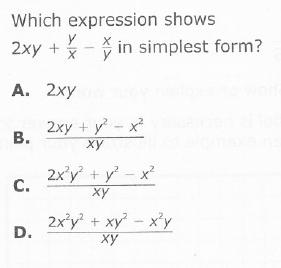 Which expression shows
2xy + y/x − x/y in simplest form?
A. 2xy
B. (2xy + y² − x²)/xy
C. (2x²y² + y² − x²)/xy
D. (2x²y² + xy² − x²y)/xy